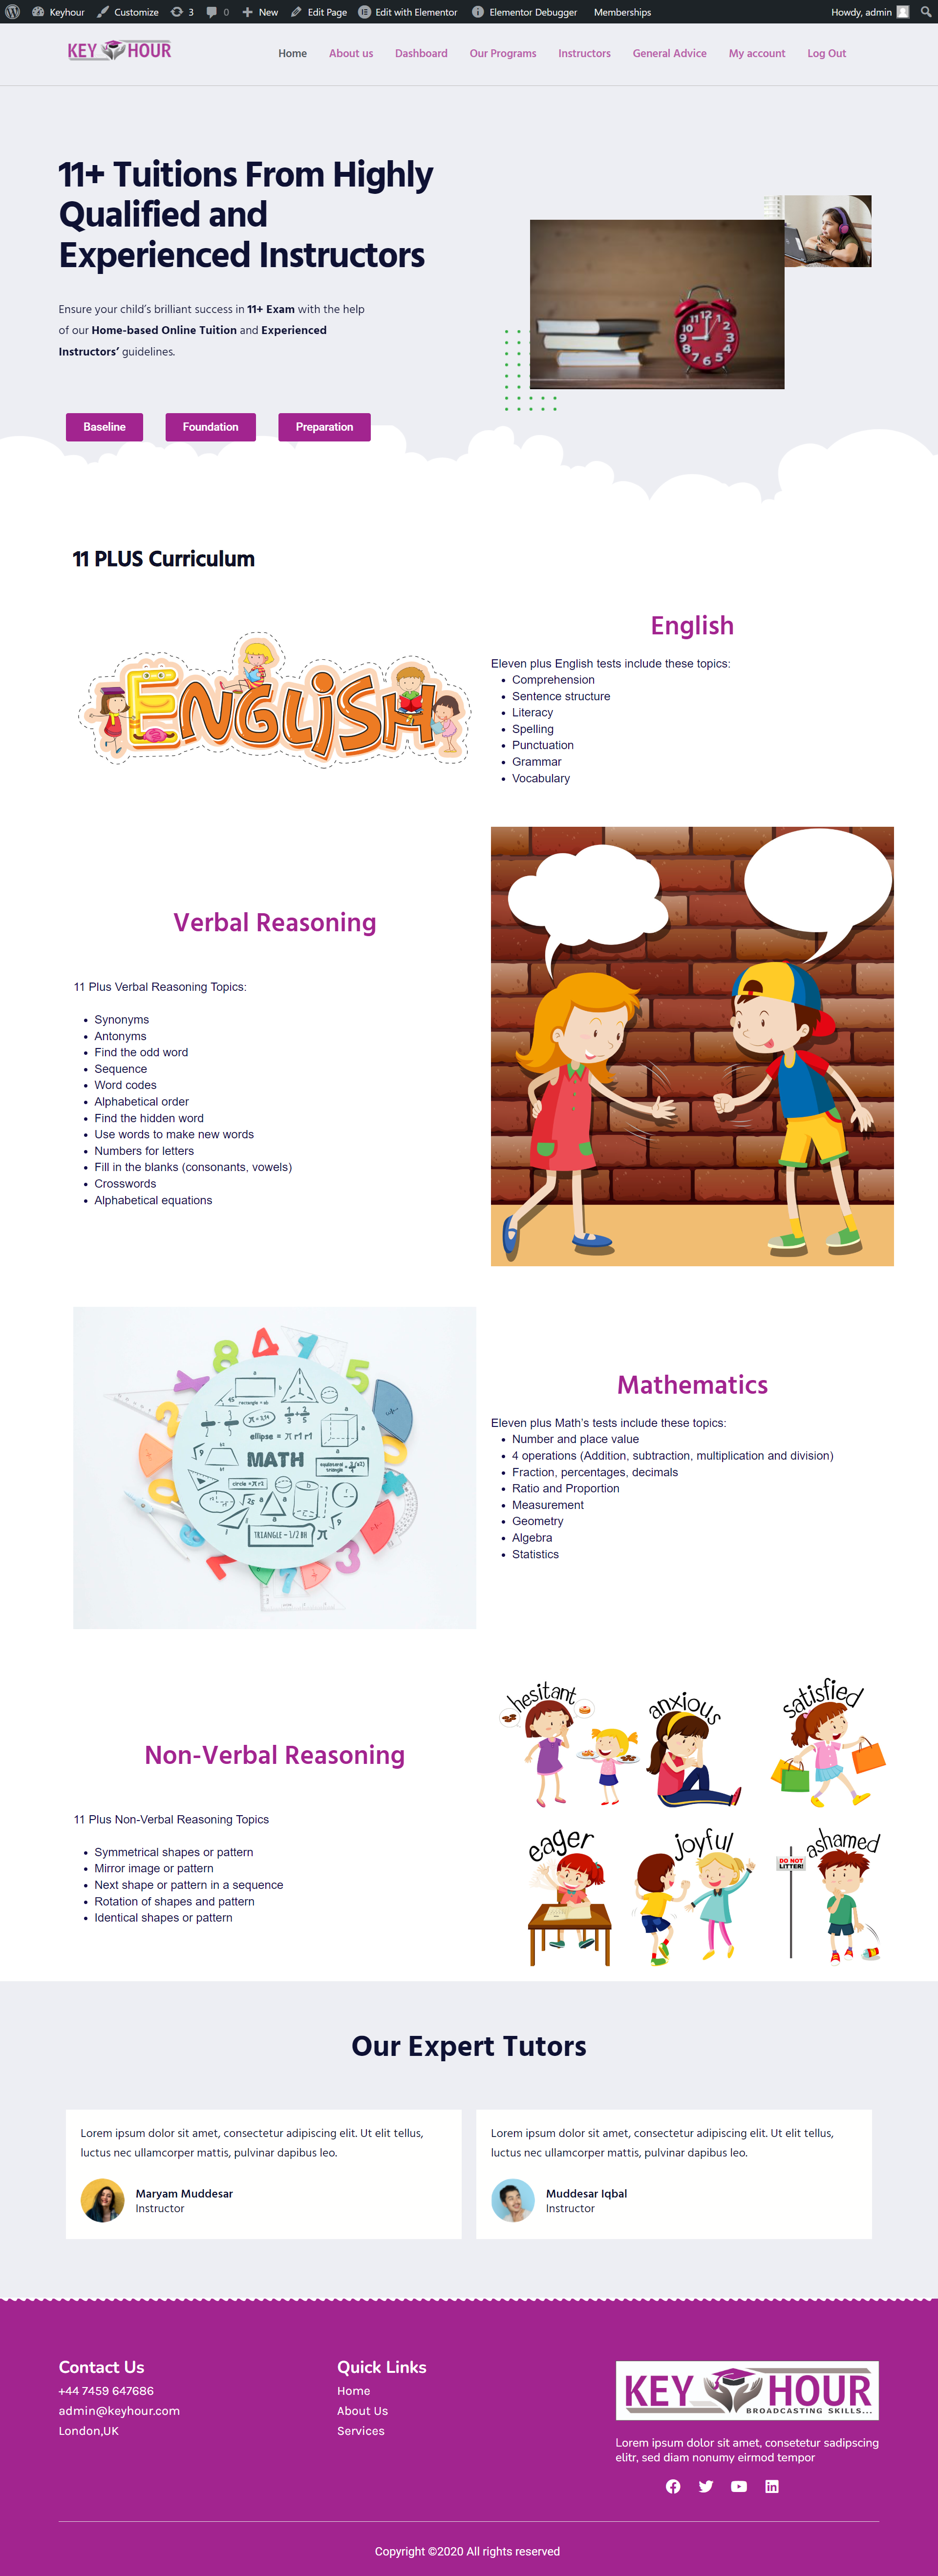 Keyhour Customize 3 0 New Edit Page Edit with Elementor Elementor Debugger Memberships Howdy, admin
KEY HOUR
Home About us Dashboard Our Programs Instructors General Advice My account Log Out
11+ Tuitions From Highly
Qualified and
Experienced Instructors
Ensure your child's brilliant success in 11+ Exam with the help
of our Home-based Online Tuition and Experienced
Instructors' guidelines.
Baseline Foundation Preparation
11 PLUS Curriculum
ENGLISH
English
Eleven plus English tests include these topics:
• Comprehension
• Sentence structure
• Literacy
• Spelling
• Punctuation
• Grammar
• Vocabulary
Verbal Reasoning
11 Plus Verbal Reasoning Topics:
• Synonyms
• Antonyms
• Find the odd word
• Sequence
• Word codes
• Alphabetical order
• Find the hidden word
• Use words to make new words
• Numbers for letters
• Fill in the blanks (consonants, vowels)
• Crosswords
• Alphabetical equations
MATH
Mathematics
Eleven plus Math's tests include these topics:
• Number and place value
• 4 operations (Addition, subtraction, multiplication and division)
• Fraction, percentages, decimals
• Ratio and Proportion
• Measurement
• Geometry
• Algebra
• Statistics
Non-Verbal Reasoning
11 Plus Non-Verbal Reasoning Topics
• Symmetrical shapes or pattern
• Mirror image or pattern
• Next shape or pattern in a sequence
• Rotation of shapes and pattern
• Identical shapes or pattern
hesitant
anxious
satisfied
eager
joyful
ashamed
DO NOT
LITTER!
Our Expert Tutors
Lorem ipsum dolor sit amet, consectetur adipiscing elit. Ut elit tellus,
luctus nec ullamcorper mattis, pulvinar dapibus leo.
Maryam Muddesar
Instructor
Lorem ipsum dolor sit amet, consectetur adipiscing elit. Ut elit tellus,
luctus nec ullamcorper mattis, pulvinar dapibus leo.
Muddesar Iqbal
Instructor
Contact Us
+44 7459 647686
admin@keyhour.com
London,UK
Quick Links
Home
About Us
Services
KEY HOUR
BROADCASTING SKILLS...
Lorem ipsum dolor sit amet, consetetur sadipscing
elitr, sed diam nonumy eirmod tempor
Copyright ©2020 All rights reserved